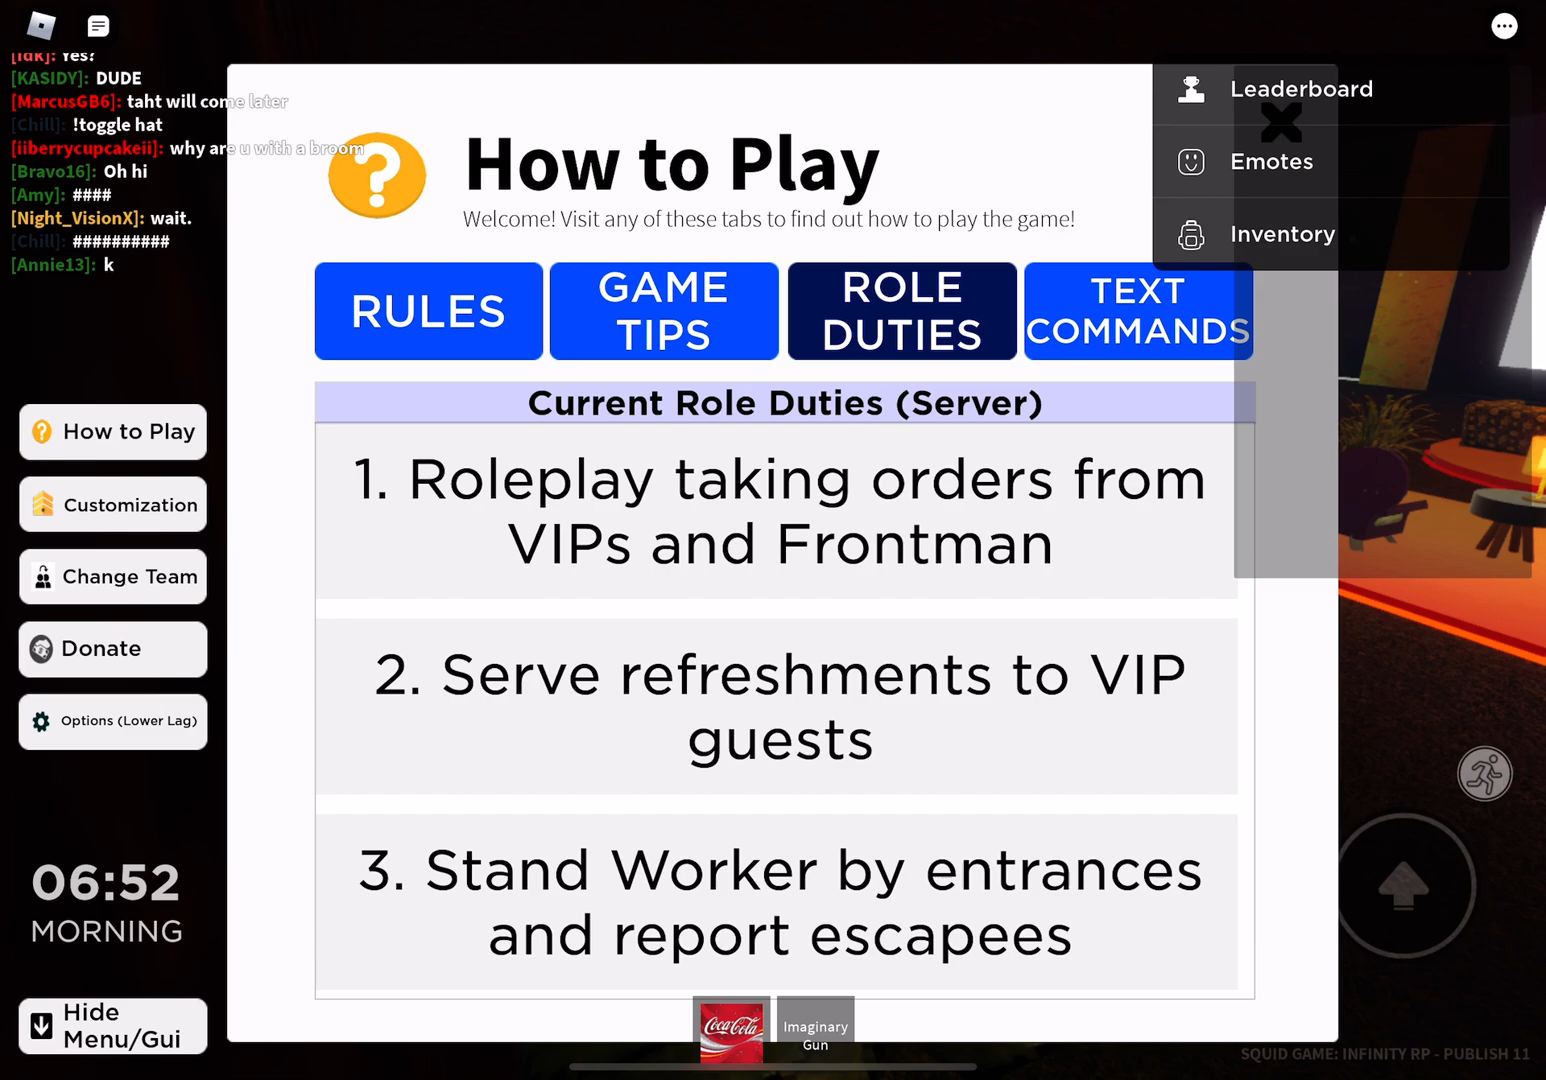 [idk]: Yes?
[KASIDY]: DUDE
[MarcusGB6]: taht will come later
[Chill]: !toggle hat
[iiberrycupcakeii]: why are u with a broom
[Bravo16]: Oh hi
[Amy]: ####
[Night_VisionX]: wait.
[Chill]: ##########
[Annie13]: k
Leaderboard
Emotes
Inventory
How to Play
Welcome! Visit any of these tabs to find out how to play the game!
RULES
GAME
TIPS
ROLE
DUTIES
TEXT
COMMANDS
Current Role Duties (Server)
1. Roleplay taking orders from
VIPs and Frontman
2. Serve refreshments to VIP
guests
3. Stand Worker by entrances
and report escapees
How to Play
Customization
Change Team
Donate
Options (Lower Lag)
06:52
MORNING
Hide
Menu/Gui
Coca-Cola
Imaginary
Gun
SQUID GAME: INFINITY RP - PUBLISH 11